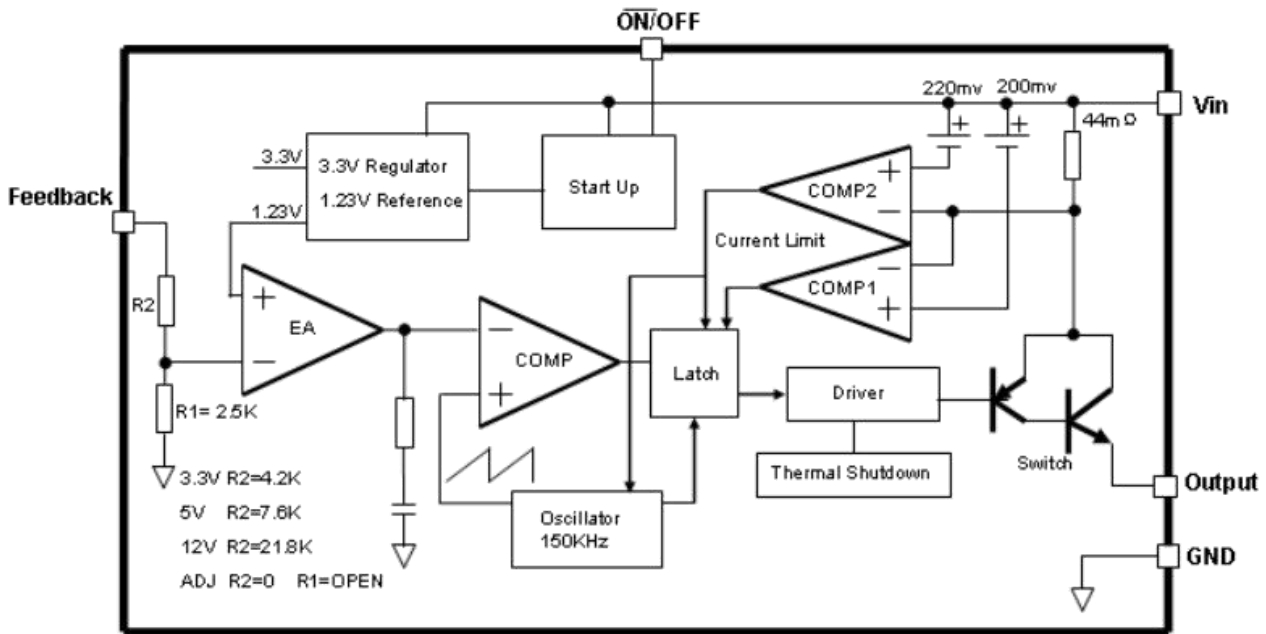 ON/OFF
220mv 200mv
Vin
44mΩ
3.3V
3.3V Regulator
1.23V Reference
Start Up
COMP2
+
−
Feedback
1.23V
Current Limit
COMP1
−
+
R2
+
EA
−
−
COMP
+
Latch
Driver
R1= 2.5K
Switch
Thermal Shutdown
3.3V R2=4.2K
5V R2=7.6K
12V R2=21.8K
ADJ R2=0 R1=OPEN
Oscillator
150KHz
Output
GND